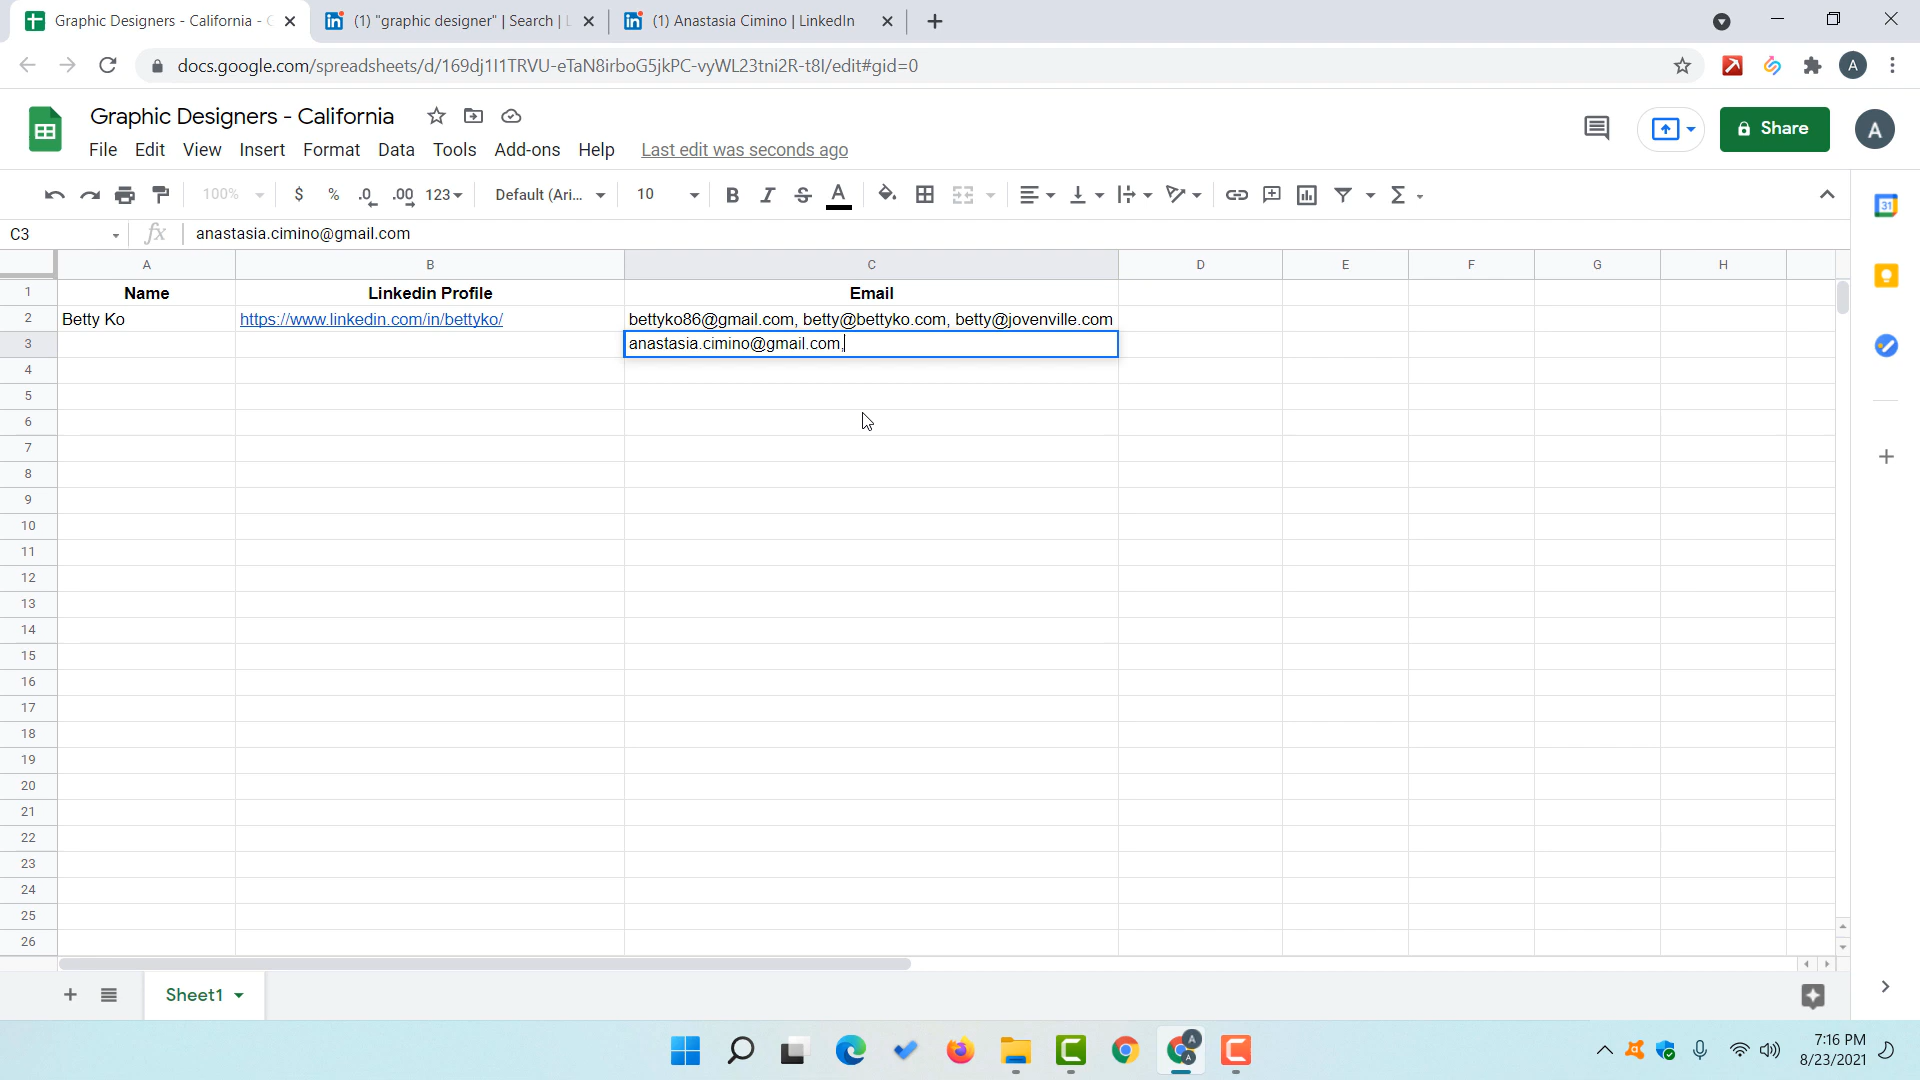 Graphic Designers - California -
(1) "graphic designer" | Search |
(1) Anastasia Cimino | LinkedIn
docs.google.com/spreadsheets/d/169dj1I1TRVU-eTaN8irboG5jkPC-vyWL23tni2R-t8I/edit#gid=0
A
Graphic Designers - California
Share
A
File Edit View Insert Format Data Tools Add-ons Help Last edit was seconds ago
100% $ % .0 .00 123 Default (Ari... 10 B I S A Σ
31
C3 fx anastasia.cimino@gmail.com
A B C D E F G H
1 Name Linkedin Profile Email
2 Betty Ko https://www.linkedin.com/in/bettyko/ bettyko86@gmail.com, betty@bettyko.com, betty@jovenville.com
3 anastasia.cimino@gmail.com,
4
5
6
7
8
9
10
11
12
13
14
15
16
17
18
19
20
21
22
23
24
25
26
Sheet1
7:16 PM
8/23/2021